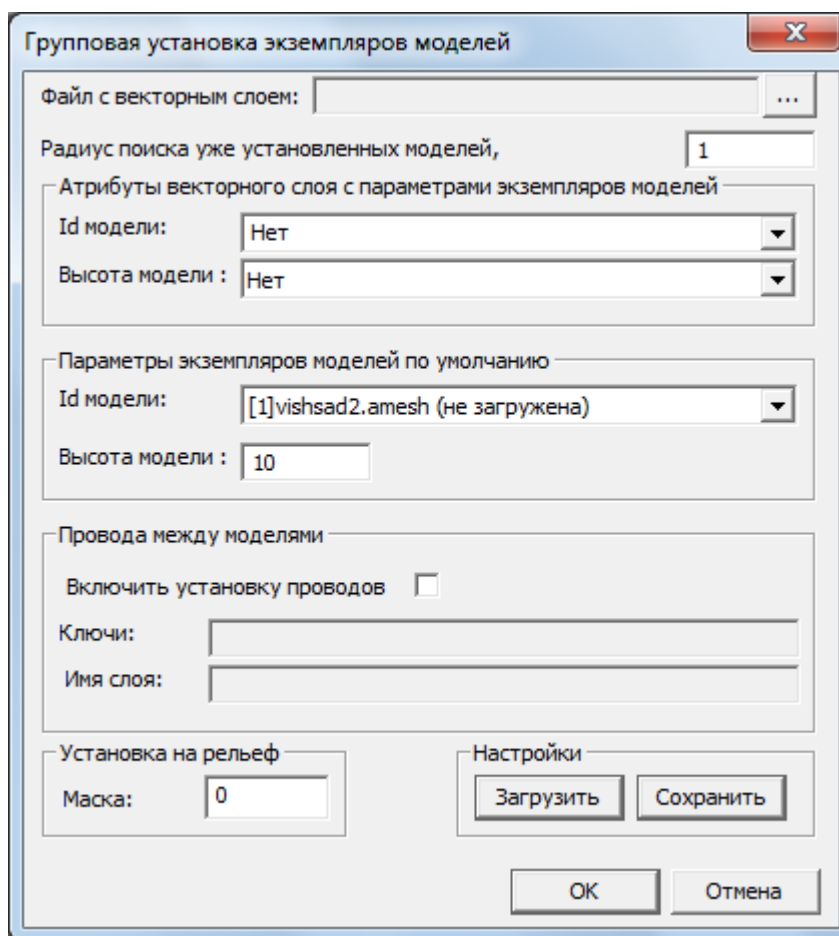 Групповая установка экземпляров моделей
Файл с векторным слоем:
...
Радиус поиска уже установленных моделей,
1
Атрибуты векторного слоя с параметрами экземпляров моделей
Id модели:
Нет
Высота модели :
Нет
Параметры экземпляров моделей по умолчанию
Id модели:
[1]vishsad2.amesh (не загружена)
Высота модели :
10
Провода между моделями
Включить установку проводов
Ключи:
Имя слоя:
Установка на рельеф
Маска:
0
Настройки
Загрузить
Сохранить
OK
Отмена